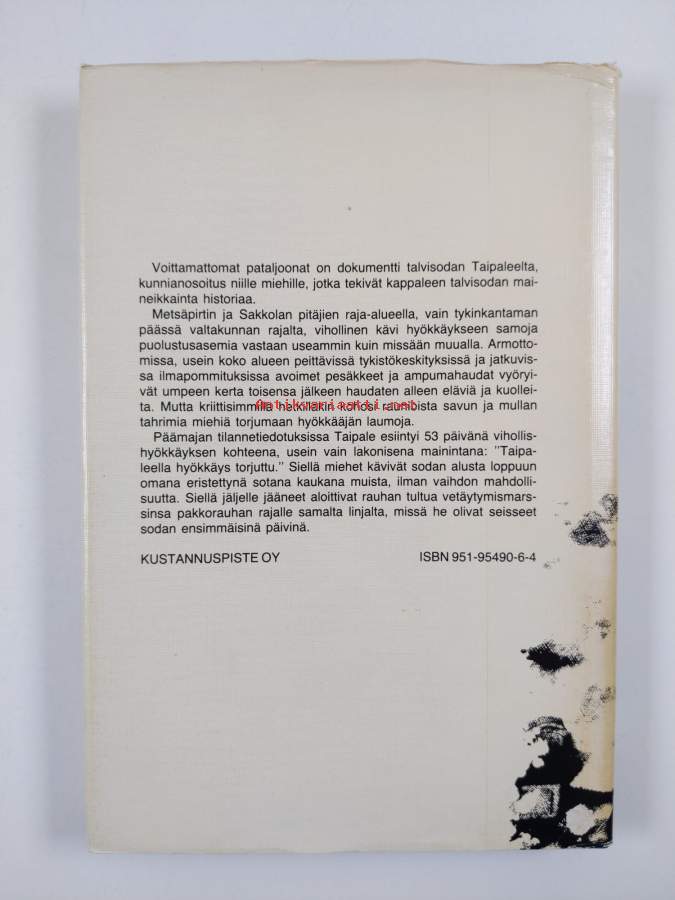 Voittamattomat pataljoonat on dokumentti talvisodan Taipaleelta,
kunnianosoitus niille miehille, jotka tekivät kappaleen talvisodan mai-
neikkainta historiaa.
Metsäpirtin ja Sakkolan pitäjien raja-alueella, vain tykinkantaman
päässä valtakunnan rajalta, vihollinen kävi hyökkäykseen samoja
puolustusasemia vastaan useammin kuin missään muualla. Armotto-
missa, usein koko alueen peittävissä tykistökeskityksissä ja jatkuvis-
sa ilmapommituksissa avoimet pesäkkeet ja ampumahaudat vyöryi-
vät umpeen kerta toisensa jälkeen haudaten alleen eläviä ja kuollei-
ta. Mutta kriittisimmillä hetkilläkin kohosi raunioista savun ja mullan
tahrimia miehiä torjumaan hyökkääjän laumoja.
Päämajan tilannetiedotuksissa Taipale esiintyi 53 päivänä vihollis-
hyökkäyksen kohteena, usein vain lakonisena mainintana: "Taipa-
leella hyökkäys torjuttu." Siellä miehet kävivät sodan alusta loppuun
omana eristettynä sotana kaukana muista, ilman vaihdon mahdolli-
suutta. Siellä jäljelle jääneet aloittivat rauhan tultua vetäytymismars-
sinsa pakkorauhan rajalle samalta linjalta, missä he olivat seisseet
sodan ensimmäisinä päivinä.
KUSTANNUSPISTE OY ISBN 951-95490-6-4
Antikvariaatti.net